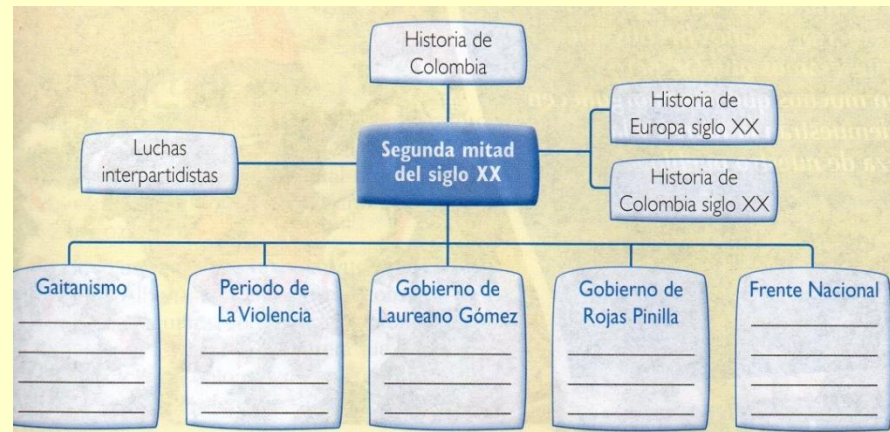 Historia de
Colombia
Luchas
interpartidistas
Segunda mitad
del siglo XX
Historia de
Europa siglo XX
Historia de
Colombia siglo XX
Gaitanismo
Periodo de
La Violencia
Gobierno de
Laureano Gómez
Gobierno de
Rojas Pinilla
Frente Nacional